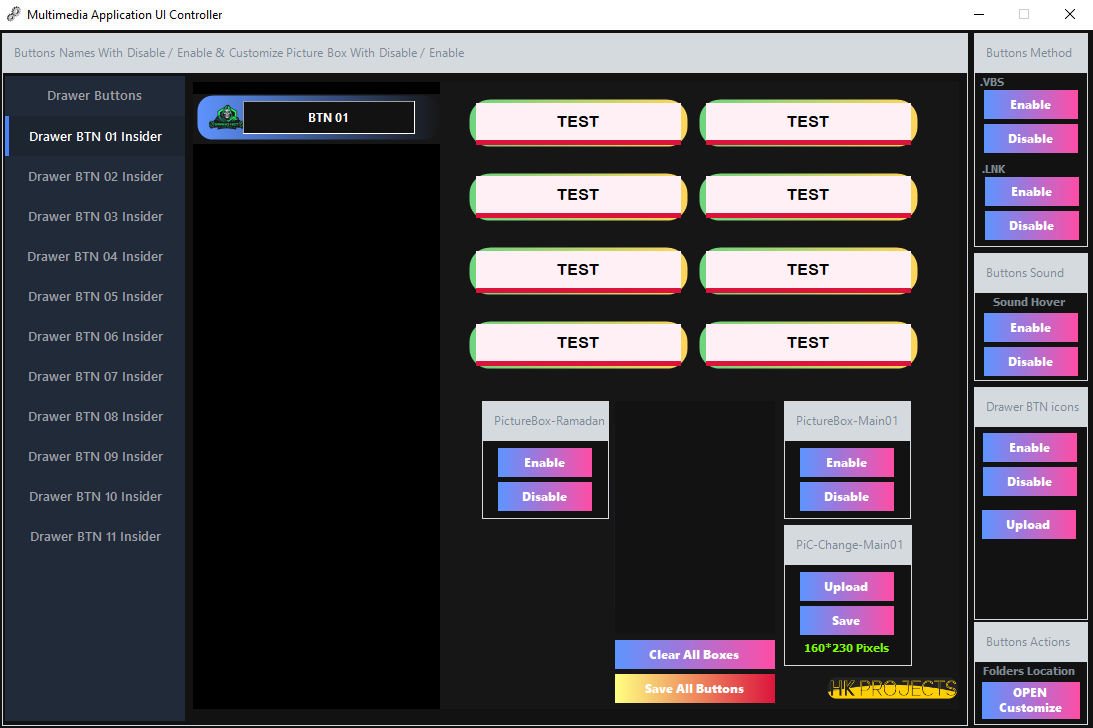 Multimedia Application UI Controller
Buttons Names With Disable / Enable & Customize Picture Box With Disable / Enable
Drawer Buttons
Drawer BTN 01 Insider
Drawer BTN 02 Insider
Drawer BTN 03 Insider
Drawer BTN 04 Insider
Drawer BTN 05 Insider
Drawer BTN 06 Insider
Drawer BTN 07 Insider
Drawer BTN 08 Insider
Drawer BTN 09 Insider
Drawer BTN 10 Insider
Drawer BTN 11 Insider
BTN 01
TEST
TEST
TEST
TEST
TEST
TEST
TEST
TEST
PictureBox-Ramadan
Enable
Disable
Clear All Boxes
Save All Buttons
PictureBox-Main01
Enable
Disable
PiC-Change-Main01
Upload
Save
160*230 Pixels
HK PROJECTS
Buttons Method
.VBS
Enable
Disable
.LNK
Enable
Disable
Buttons Sound
Sound Hover
Enable
Disable
Drawer BTN icons
Enable
Disable
Upload
Buttons Actions
Folders Location
OPEN
Customize